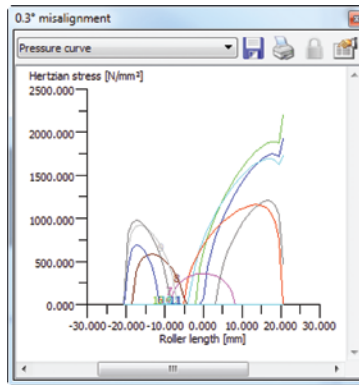 0.3° misalignment
Pressure curve
Hertzian stress [N/mm²]
2500.000
2000.000
1500.000
1000.000
500.000
0.000
-30.000 -20.000 -10.000 0.000 10.000 20.000 30.000
Roller length [mm]